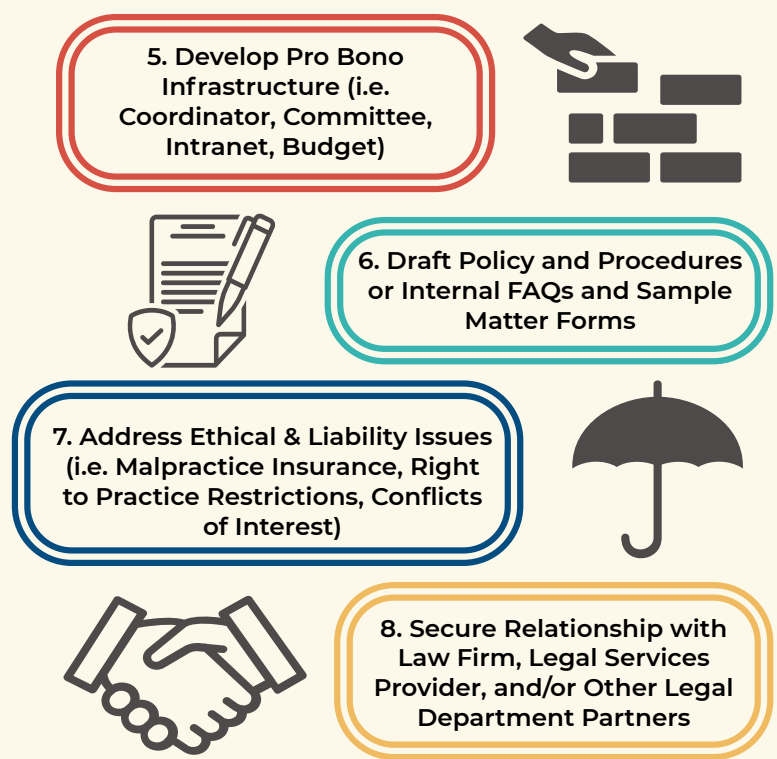 5. Develop Pro Bono
Infrastructure (i.e.
Coordinator, Committee,
Intranet, Budget)
6. Draft Policy and Procedures
or Internal FAQs and Sample
Matter Forms
7. Address Ethical & Liability Issues
(i.e. Malpractice Insurance, Right
to Practice Restrictions, Conflicts
of Interest)
8. Secure Relationship with
Law Firm, Legal Services
Provider, and/or Other Legal
Department Partners